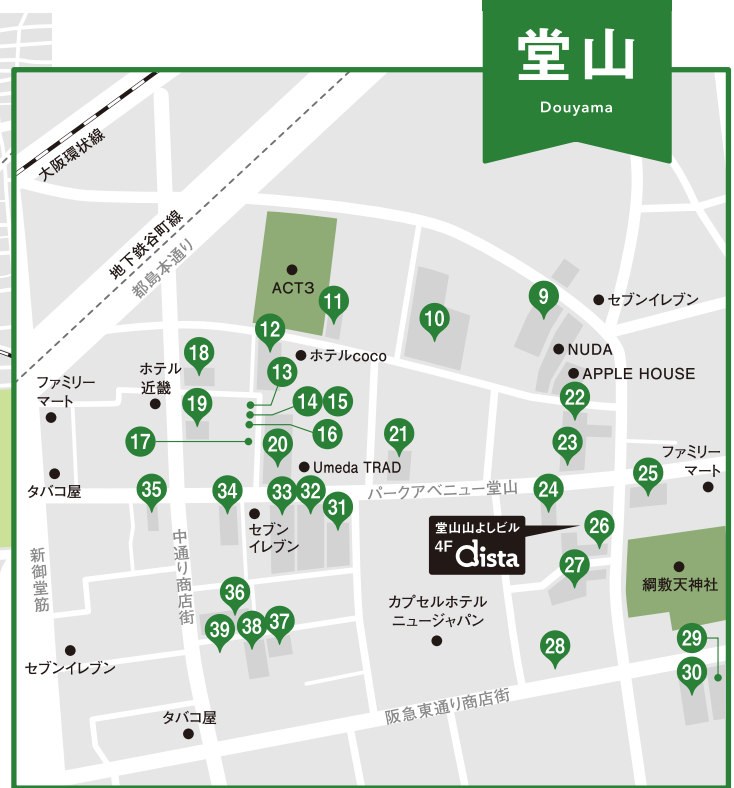 堂山
Douyama
大阪環状線
地下鉄谷町線
都島本通り
ACT3
11
12
10
9
セブンイレブン
NUDA
APPLE HOUSE
18
ホテルcoco
ホテル
近畿
ファミリー
マート
13
14
15
19
16
17
20
21
22
23
Umeda TRAD
タバコ屋
35
34
33
32
31
パークアベニュー堂山
24
25
ファミリー
マート
セブン
イレブン
堂山山よしビル
4F dista
26
27
新御堂筋
中通り商店街
綱敷天神社
36
39
38
37
カプセルホテル
ニュージャパン
28
29
30
セブンイレブン
タバコ屋
阪急東通り商店街